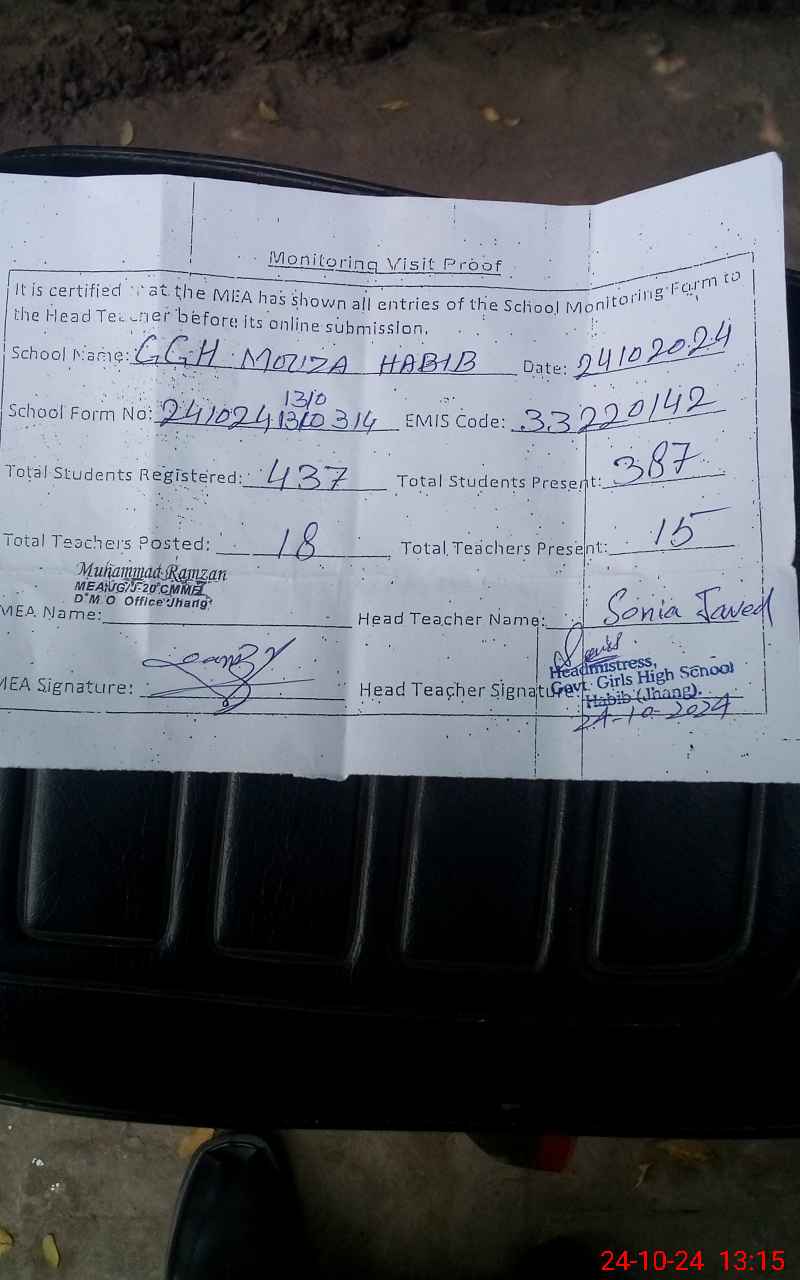 Monitoring Visit Proof
It is certified that the MEA has shown all entries of the School Monitoring Form to
the Head Teacher before its online submission.
School Name: GGH MOUZA HABIB Date: 24102024
1310
School Form No: 241024 1310 314 EMIS Code: 33220142
Total Students Registered: 437 Total Students Present: 387
Total Teachers Posted: 18 Total Teachers Present: 15
Muhammad Ramzan
D.M.O Office Jhang
MEA Name: Head Teacher Name: Sonia Javed
Headmistress,
MEA Signature: Head Teacher Signature:
Govt. Girls High School
Habib (Jhang).
24-10-2024
24-10-24 13:15